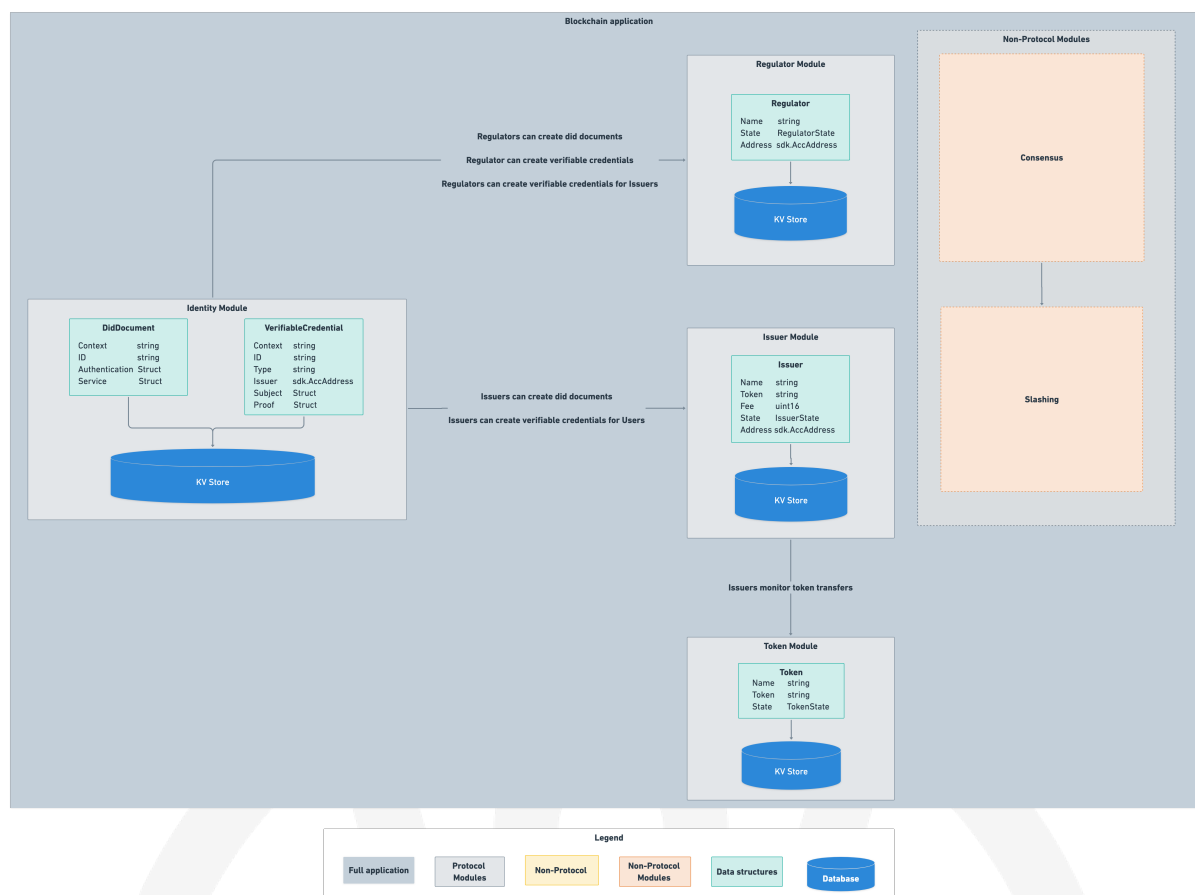 Blockchain application
Non-Protocol Modules
Regulator Module
Regulator
Name string
State RegulatorState
Address sdk.AccAddress
KV Store
Consensus
Regulators can create did documents
Regulator can create verifiable credentials
Regulators can create verifiable credentials for Issuers
Identity Module
DidDocument
Context string
ID string
Authentication Struct
Service Struct
VerifiableCredential
Context string
ID string
Type string
Issuer sdk.AccAddress
Subject Struct
Proof Struct
KV Store
Issuers can create did documents
Issuers can create verifiable credentials for Users
Issuer Module
Issuer
Name string
Token string
Fee uint16
State IssuerState
Address sdk.AccAddress
KV Store
Slashing
Issuers monitor token transfers
Token Module
Token
Name string
Token string
State TokenState
KV Store
Legend
Full application
Protocol
Modules
Non-Protocol
Non-Protocol
Modules
Data structures
Database